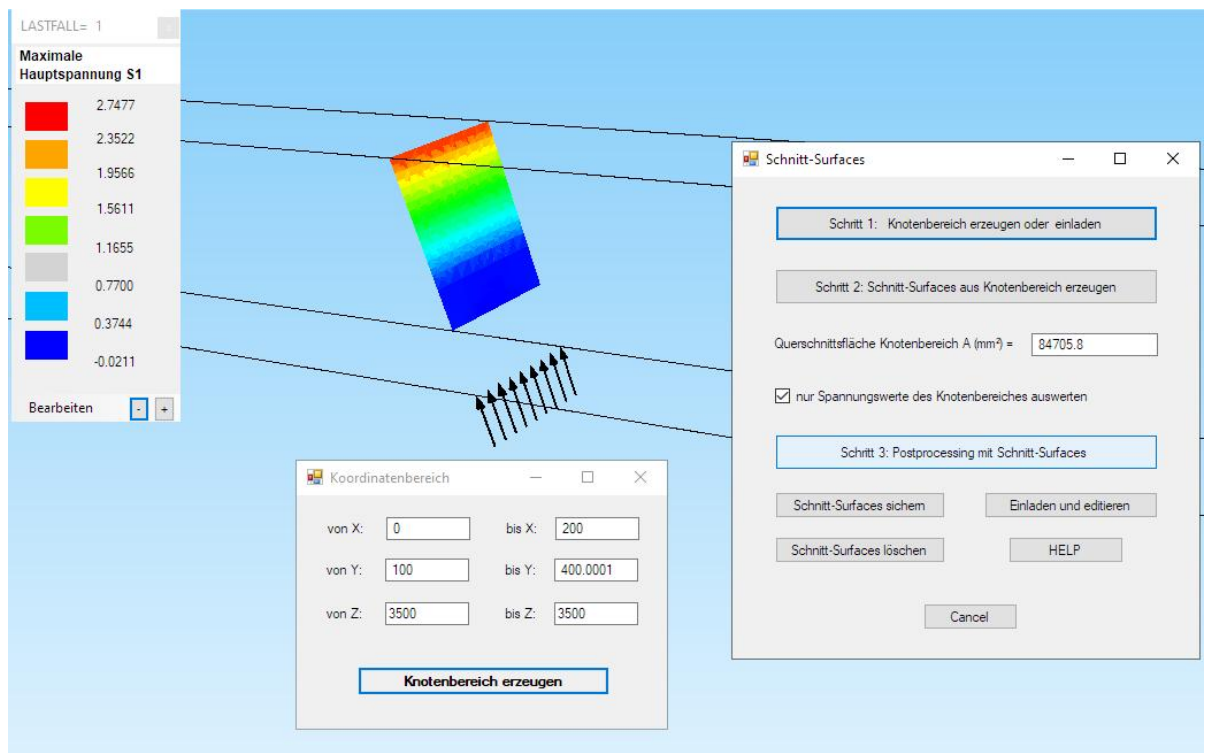 LASTFALL= 1
Maximale
Hauptspannung S1
2.7477
2.3522
1.9566
1.5611
1.1655
0.7700
0.3744
-0.0211
Bearbeiten - +
Schnitt-Surfaces
Schritt 1: Knotenbereich erzeugen oder einladen
Schritt 2: Schnitt-Surfaces aus Knotenbereich erzeugen
Querschnittsfläche Knotenbereich A (mm²) = 84705.8
nur Spannungswerte des Knotenbereiches auswerten
Schritt 3: Postprocessing mit Schnitt-Surfaces
Schnitt-Surfaces sichern Einladen und editieren
Schnitt-Surfaces löschen HELP
Cancel
Koordinatenbereich
von X: 0 bis X: 200
von Y: 100 bis Y: 400.0001
von Z: 3500 bis Z: 3500
Knotenbereich erzeugen